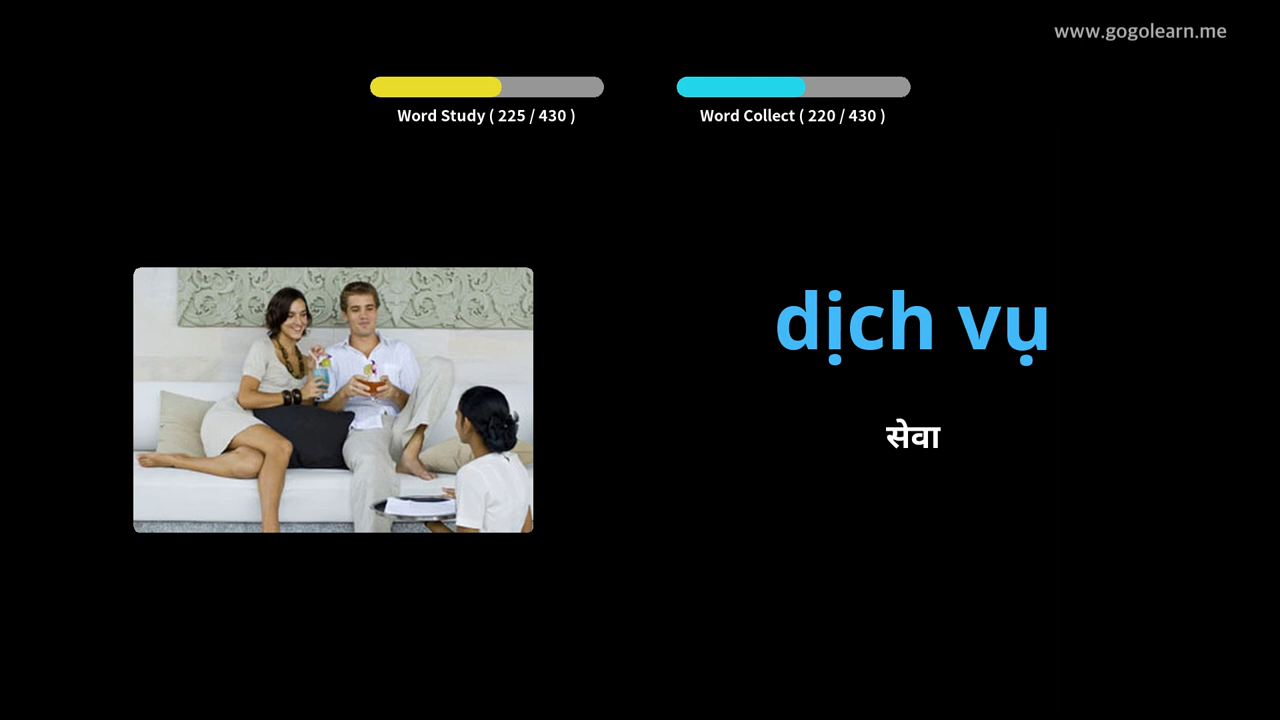 www.gogolearn.me
Word Study ( 225 / 430 )
Word Collect ( 220 / 430 )
dịch vụ
सेवा